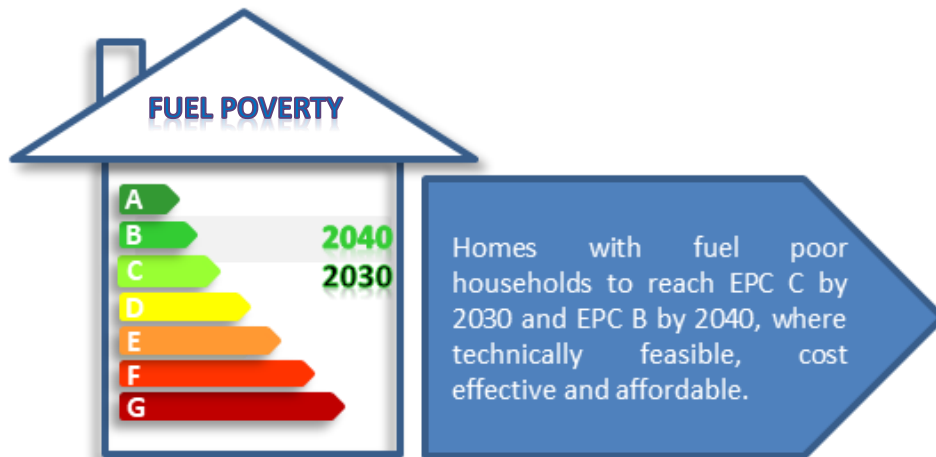 FUEL POVERTY
A
B 2040
C 2030
D
E
F
G
Homes with fuel poor
households to reach EPC C by
2030 and EPC B by 2040, where
technically feasible, cost
effective and affordable.